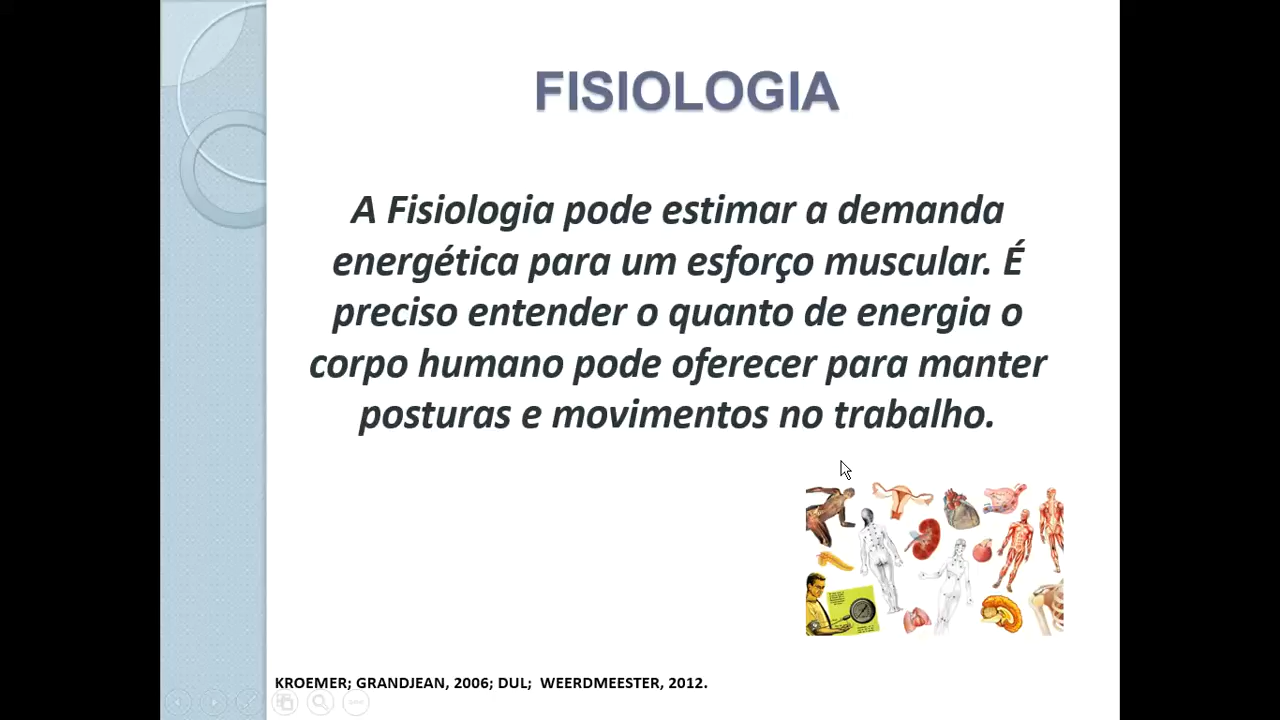 FISIOLOGIA
A Fisiologia pode estimar a demanda
energética para um esforço muscular. É
preciso entender o quanto de energia o
corpo humano pode oferecer para manter
posturas e movimentos no trabalho.
KROEMER; GRANDJEAN, 2006; DUL; WEERDMEESTER, 2012.